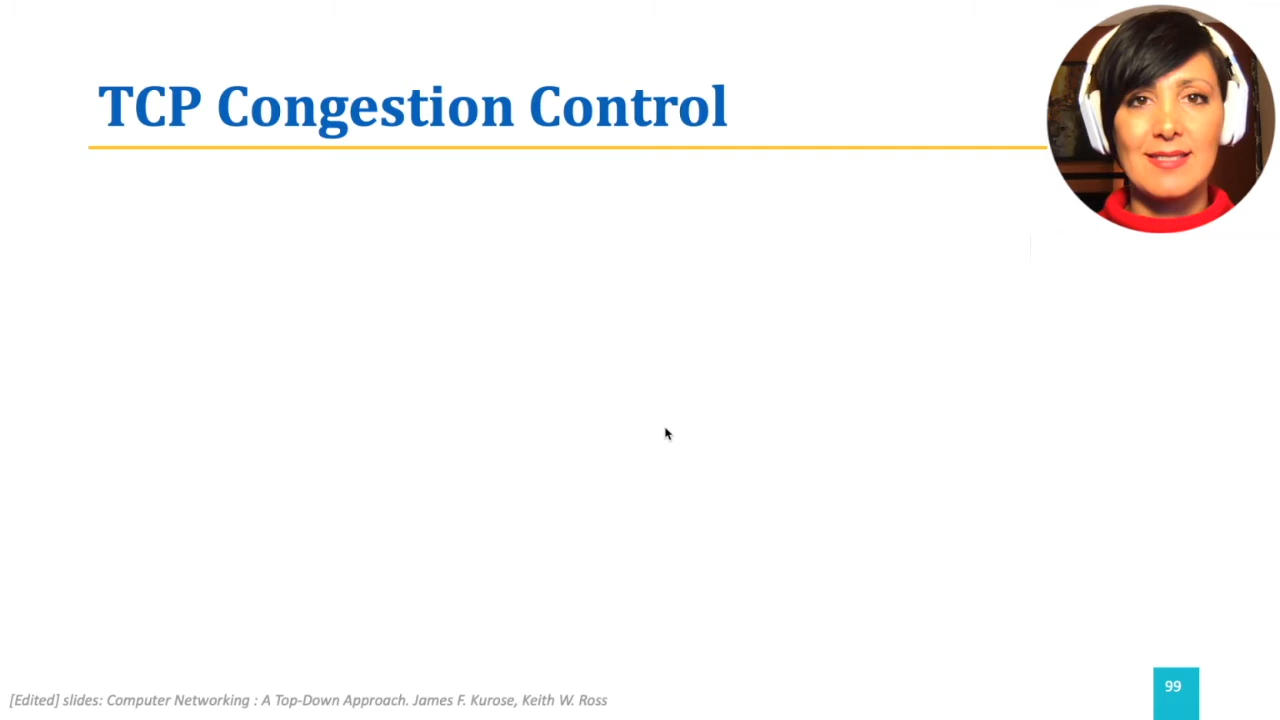 TCP Congestion Control
[Edited] slides: Computer Networking : A Top-Down Approach. James F. Kurose, Keith W. Ross
99